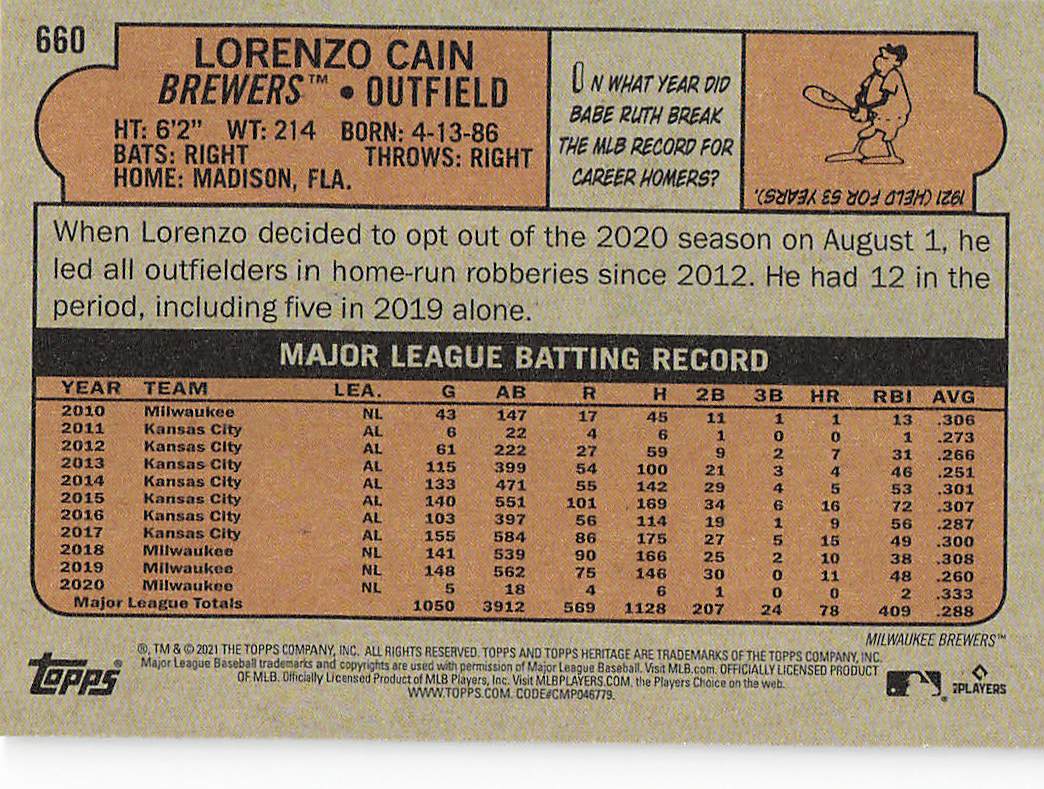 660
LORENZO CAIN
BREWERS™ • OUTFIELD
HT: 6'2" WT: 214 BORN: 4-13-86
BATS: RIGHT THROWS: RIGHT
HOME: MADISON, FLA.
IN WHAT YEAR DID
BABE RUTH BREAK
THE MLB RECORD FOR
CAREER HOMERS?
1921 (HELD FOR 53 YEARS).
When Lorenzo decided to opt out of the 2020 season on August 1, he
led all outfielders in home-run robberies since 2012. He had 12 in the
period, including five in 2019 alone.
MAJOR LEAGUE BATTING RECORD
YEAR TEAM LEA. G AB R H 2B 3B HR RBI AVG
2010 Milwaukee NL 43 147 17 45 11 1 1 13 .306
2011 Kansas City AL 6 22 4 6 1 0 0 1 .273
2012 Kansas City AL 61 222 27 59 9 2 7 31 .266
2013 Kansas City AL 115 399 54 100 21 3 4 46 .251
2014 Kansas City AL 133 471 55 142 29 4 5 53 .301
2015 Kansas City AL 140 551 101 169 34 6 16 72 .307
2016 Kansas City AL 103 397 56 114 19 1 9 56 .287
2017 Kansas City AL 155 584 86 175 27 5 15 49 .300
2018 Milwaukee NL 141 539 90 166 25 2 10 38 .308
2019 Milwaukee NL 148 562 75 146 30 0 11 48 .260
2020 Milwaukee NL 5 18 4 6 1 0 0 2 .333
Major League Totals 1050 3912 569 1128 207 24 78 409 .288
MILWAUKEE BREWERS™
®, TM & © 2021 THE TOPPS COMPANY, INC. ALL RIGHTS RESERVED. TOPPS AND TOPPS HERITAGE ARE TRADEMARKS OF THE TOPPS COMPANY, INC.
Major League Baseball trademarks and copyrights are used with permission of Major League Baseball. Visit MLB.com. OFFICIALLY LICENSED PRODUCT
OF MLB. Officially Licensed Product of MLB Players, Inc. Visit MLBPLAYERS.COM, the Players Choice on the web.
WWW.TOPPS.COM. CODE#CMP046779.
topps®
PLAYERS